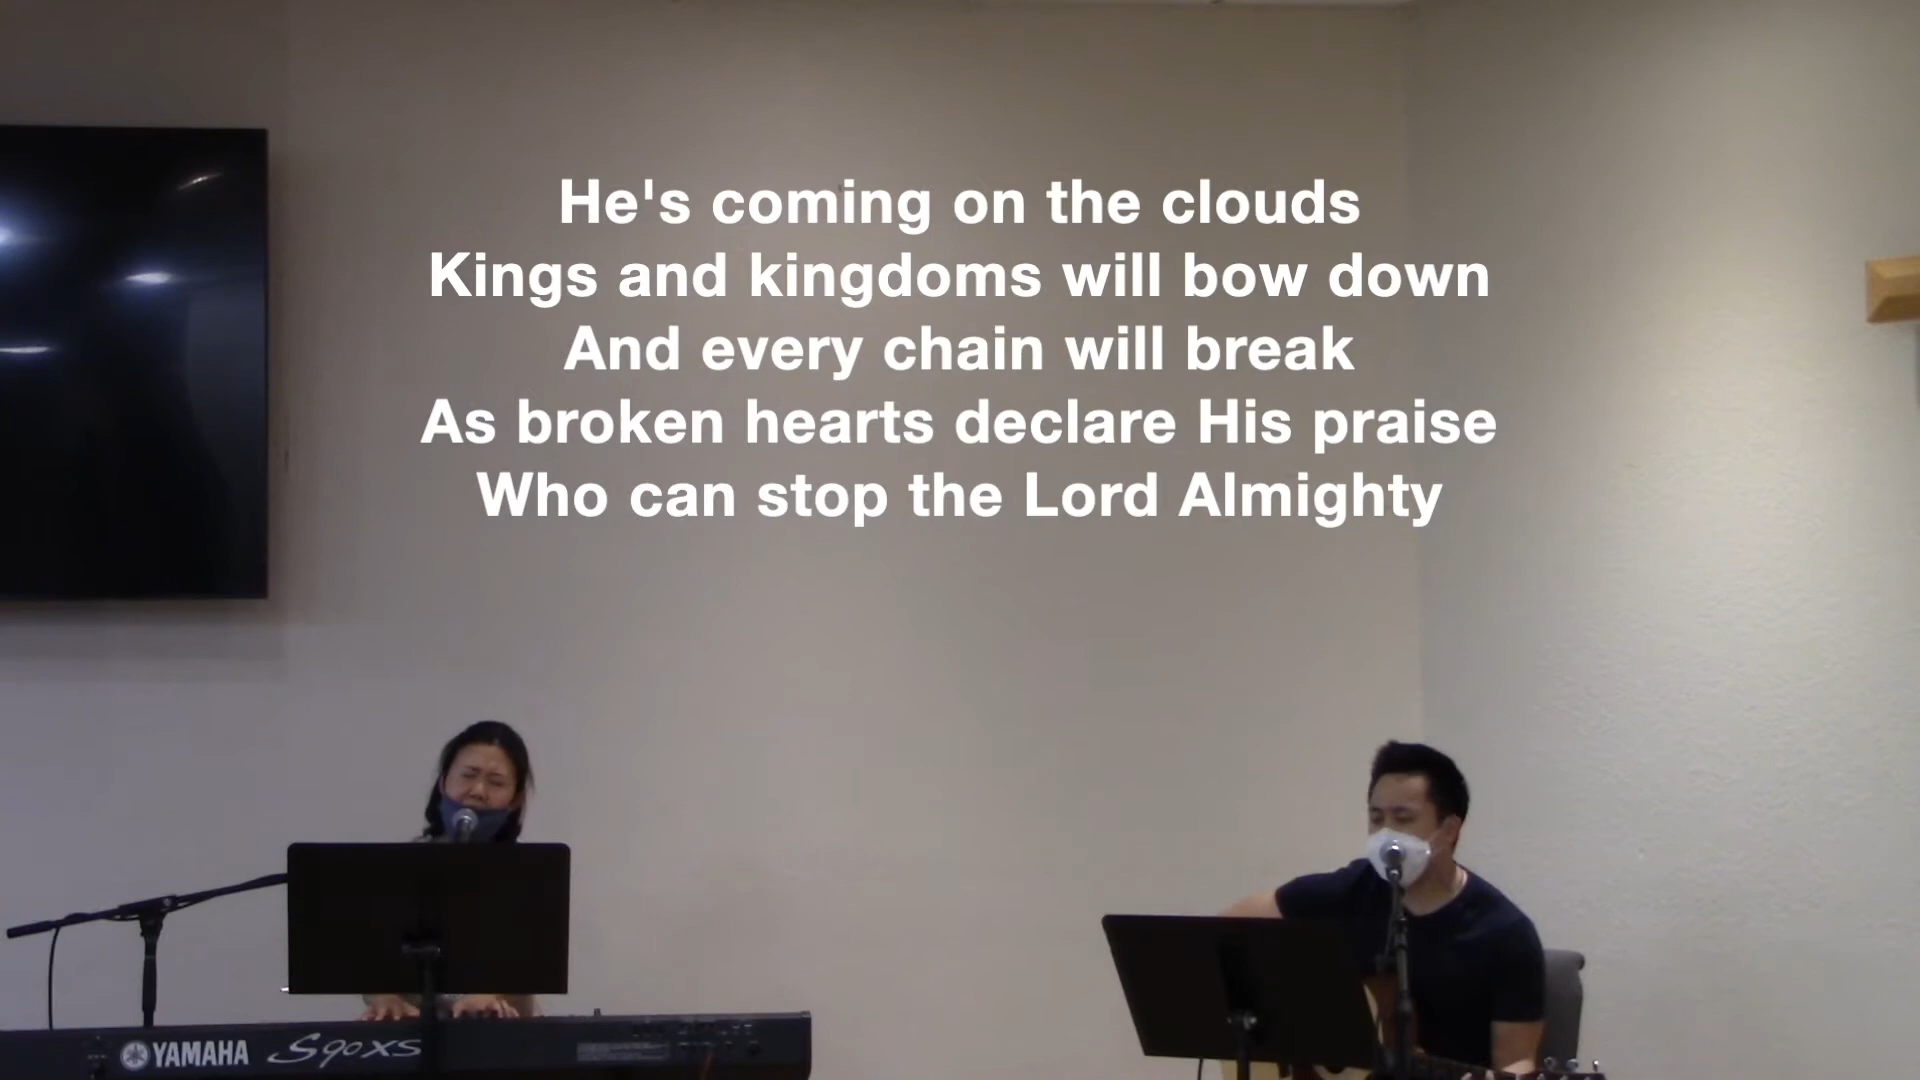 He's coming on the clouds
Kings and kingdoms will bow down
And every chain will break
As broken hearts declare His praise
Who can stop the Lord Almighty
YAMAHA S90XS